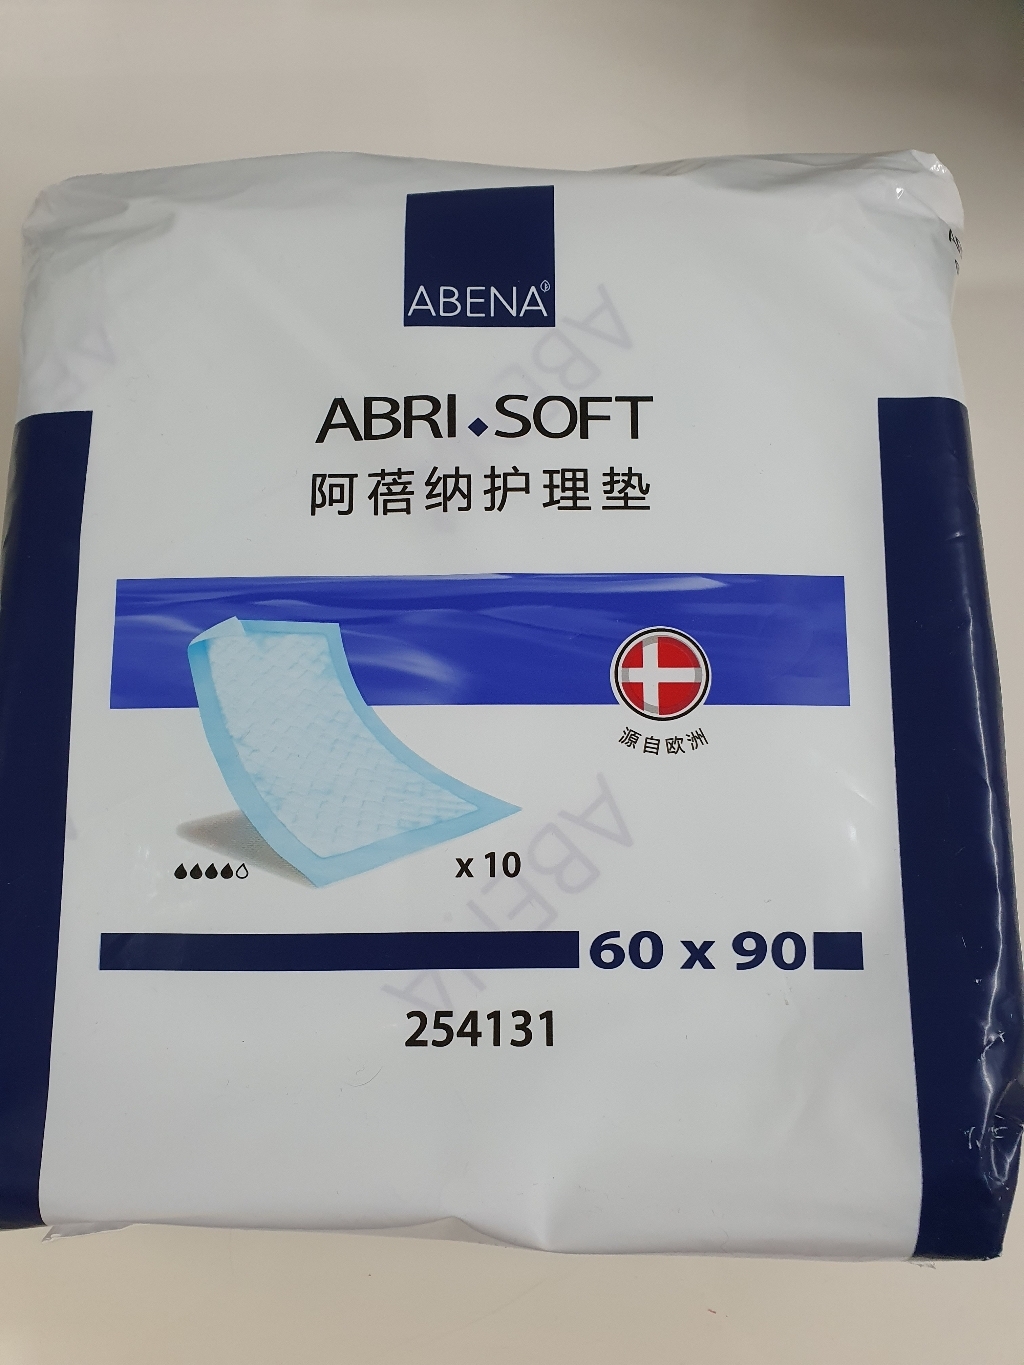 ABENA
ABRI SOFT
阿蓓纳护理垫
源自欧洲
x 10
60 x 90
254131